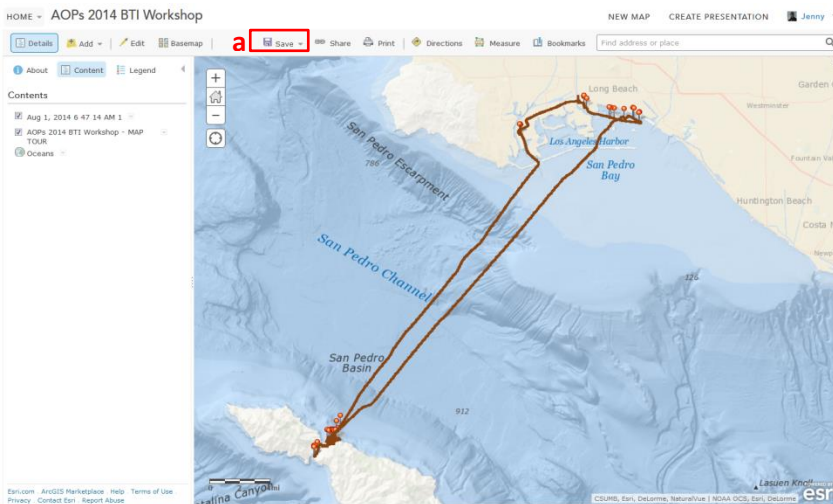 HOME AOPs 2014 BTI Workshop
NEW MAP CREATE PRESENTATION Jenny
Details Add Edit Basemap a Save Share Print Directions Measure Bookmarks Find address or place
About Content Legend
Contents
Aug 1, 2014 6 47 14 AM 1
AOPs 2014 BTI Workshop - MAP
TOUR
Oceans
Long Beach
Garden
Westminster
Los Angeles Harbor
San Pedro
Bay
Fountain
Huntington Beach
Costa
San Pedro Escarpment
786
San Pedro Channel
126
San Pedro
Basin
912
Lasuen Knoll
Catalina Canyon
mi
Esri.com ArcGIS Marketplace Help Terms of Use
Privacy Contact Esri Report Abuse
CSUMB, Esri, DeLorme, NaturalVue | NOAA OCS, Esri, DeLorme
esri